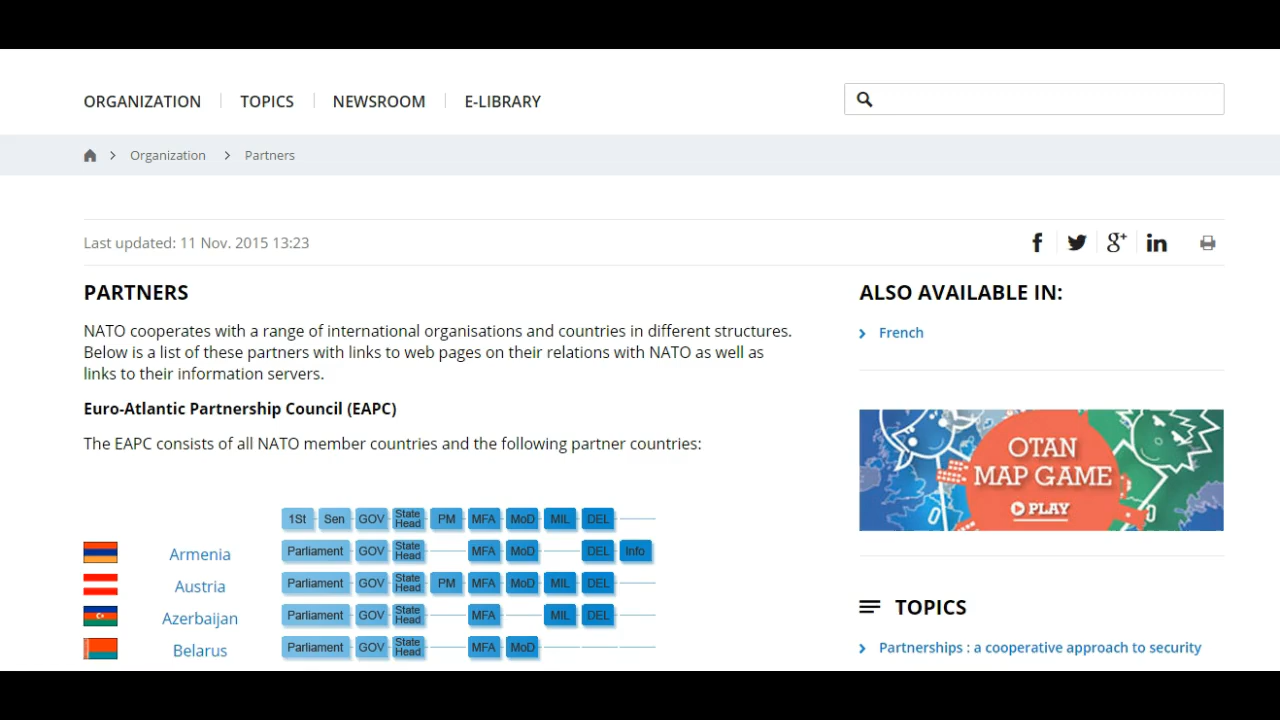 ORGANIZATION TOPICS NEWSROOM E-LIBRARY
Organization Partners
Last updated: 11 Nov. 2015 13:23
f g+ in
PARTNERS
NATO cooperates with a range of international organisations and countries in different structures.
Below is a list of these partners with links to web pages on their relations with NATO as well as
links to their information servers.
Euro-Atlantic Partnership Council (EAPC)
The EAPC consists of all NATO member countries and the following partner countries:
1St Sen GOV State Head PM MFA MoD MIL DEL
Armenia Parliament GOV State Head MFA MoD DEL Info
Austria Parliament GOV State Head PM MFA MoD MIL DEL
Azerbaijan Parliament GOV State Head MFA MIL DEL
Belarus Parliament GOV State Head MFA MoD
ALSO AVAILABLE IN:
French
OTAN
MAP GAME
PLAY
TOPICS
Partnerships : a cooperative approach to security